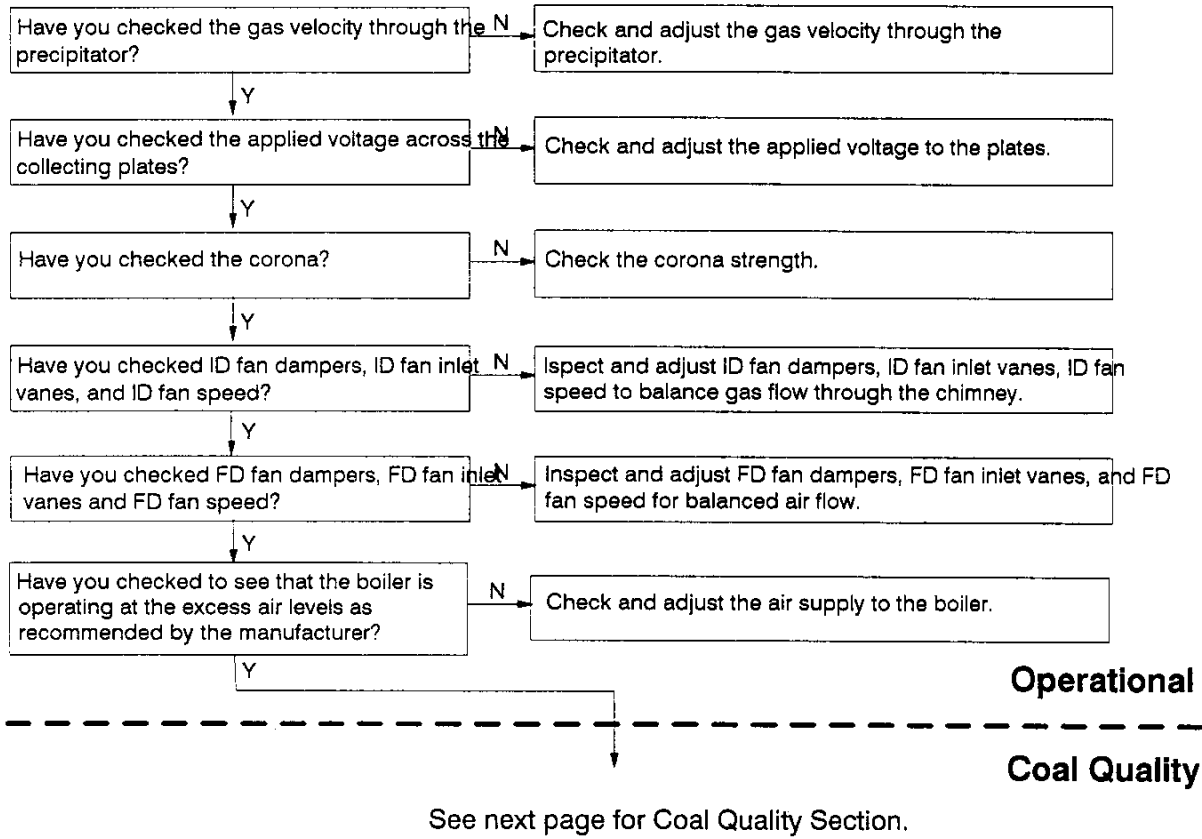 Have you checked the gas velocity through the
precipitator?
N
Check and adjust the gas velocity through the
precipitator.
Y
Have you checked the applied voltage across the
collecting plates?
N
Check and adjust the applied voltage to the plates.
Y
Have you checked the corona?
N
Check the corona strength.
Y
Have you checked ID fan dampers, ID fan inlet
vanes, and ID fan speed?
N
Ispect and adjust ID fan dampers, ID fan inlet vanes, ID fan
speed to balance gas flow through the chimney.
Y
Have you checked FD fan dampers, FD fan inlet
vanes and FD fan speed?
N
Inspect and adjust FD fan dampers, FD fan inlet vanes, and FD
fan speed for balanced air flow.
Y
Have you checked to see that the boiler is
operating at the excess air levels as
recommended by the manufacturer?
N
Check and adjust the air supply to the boiler.
Y
Operational
Coal Quality
See next page for Coal Quality Section.